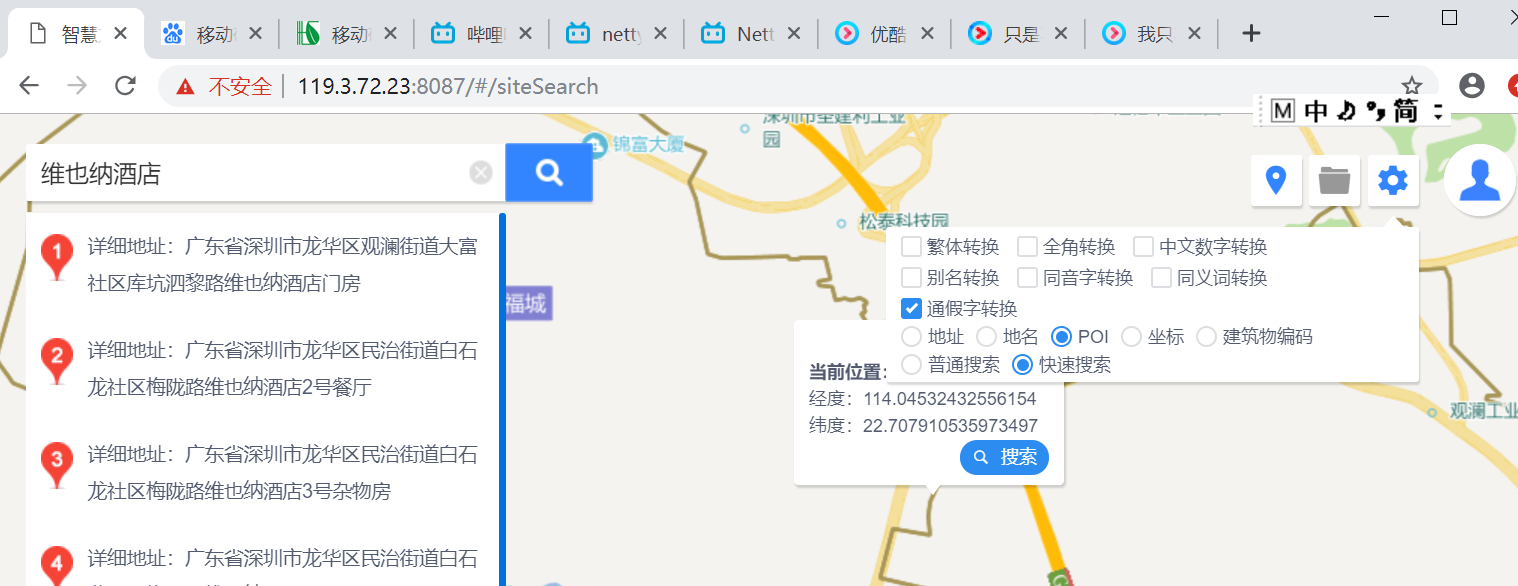 智慧
移动
移动
哔哩
netty
Nett
优酷
只是
我只
不安全
119.3.72.23:8087/#/siteSearch
M 中 简
深圳市奎建利工业
园
锦富大厦
维也纳酒店
松泰科技园
繁体转换 全角转换 中文数字转换
别名转换 同音字转换 同义词转换
通假字转换
地址 地名 POI 坐标 建筑物编码
普通搜索 快速搜索
1 详细地址：广东省深圳市龙华区观澜街道大富
社区库坑泗黎路维也纳酒店门房
福城
2 详细地址：广东省深圳市龙华区民治街道白石
龙社区梅陇路维也纳酒店2号餐厅
当前位置:
经度：114.04532432556154
纬度：22.707910535973497
搜索
观澜工业
3 详细地址：广东省深圳市龙华区民治街道白石
龙社区梅陇路维也纳酒店3号杂物房
4 详细地址：广东省深圳市龙华区民治街道白石